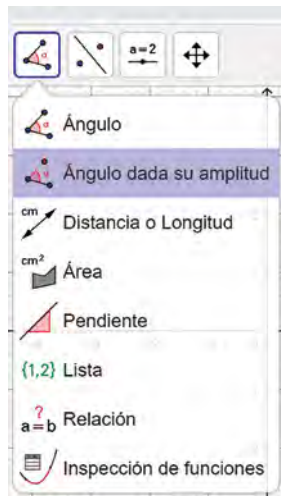 a=2
Ángulo
Ángulo dada su amplitud
cm
Distancia o Longitud
cm²
Área
Pendiente
{1,2} Lista
?
a=b Relación
Inspección de funciones